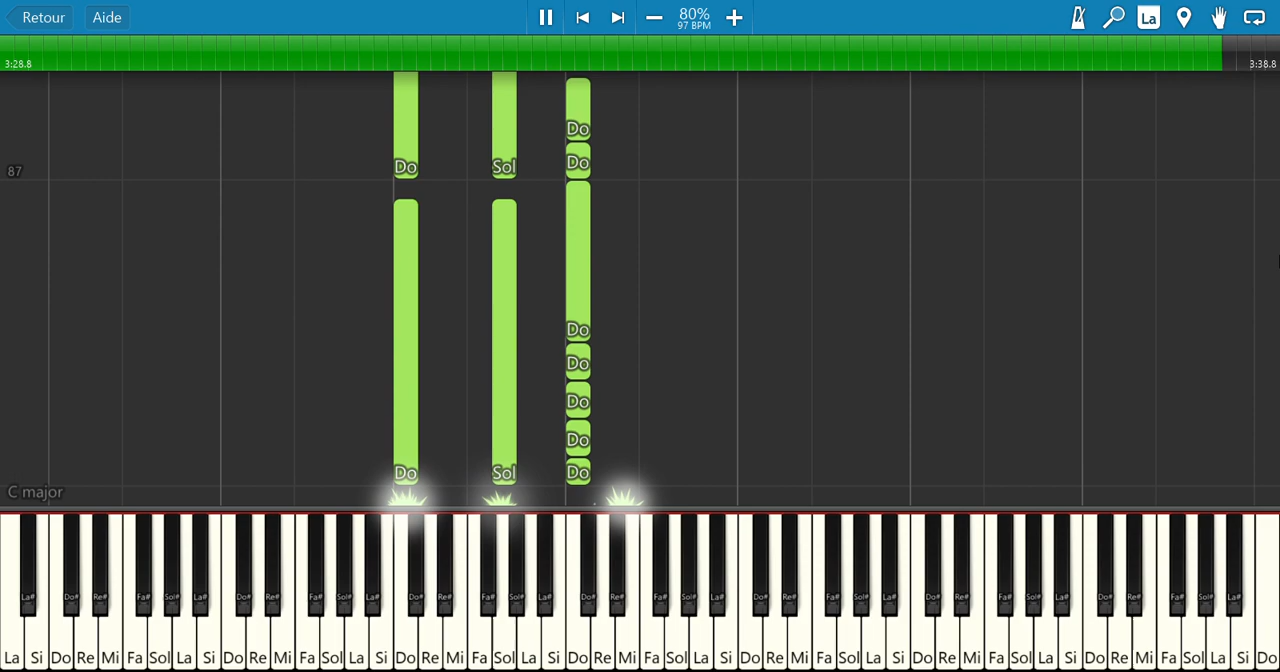 Retour Aide 80% La
97 BPM
3:28.8 3:38.8
Do
Do
Do Sol
87
Do
Do
Do
Do
Do Sol Do
C major
La# Do# Re# Fa# Sol# La# Do# Re# Fa# Sol# La# Do# Re# Fa# Sol# La# Do# Re# Fa# Sol# La# Do# Re# Fa# Sol# La# Do# Re# Fa# Sol# La# Do# Re# Fa# Sol# La#
La Si Do Re Mi Fa Sol La Si Do Re Mi Fa Sol La Si Do Re Mi Fa Sol La Si Do Re Mi Fa Sol La Si Do Re Mi Fa Sol La Si Do Re Mi Fa Sol La Si Do Re Mi Fa Sol La Si Do